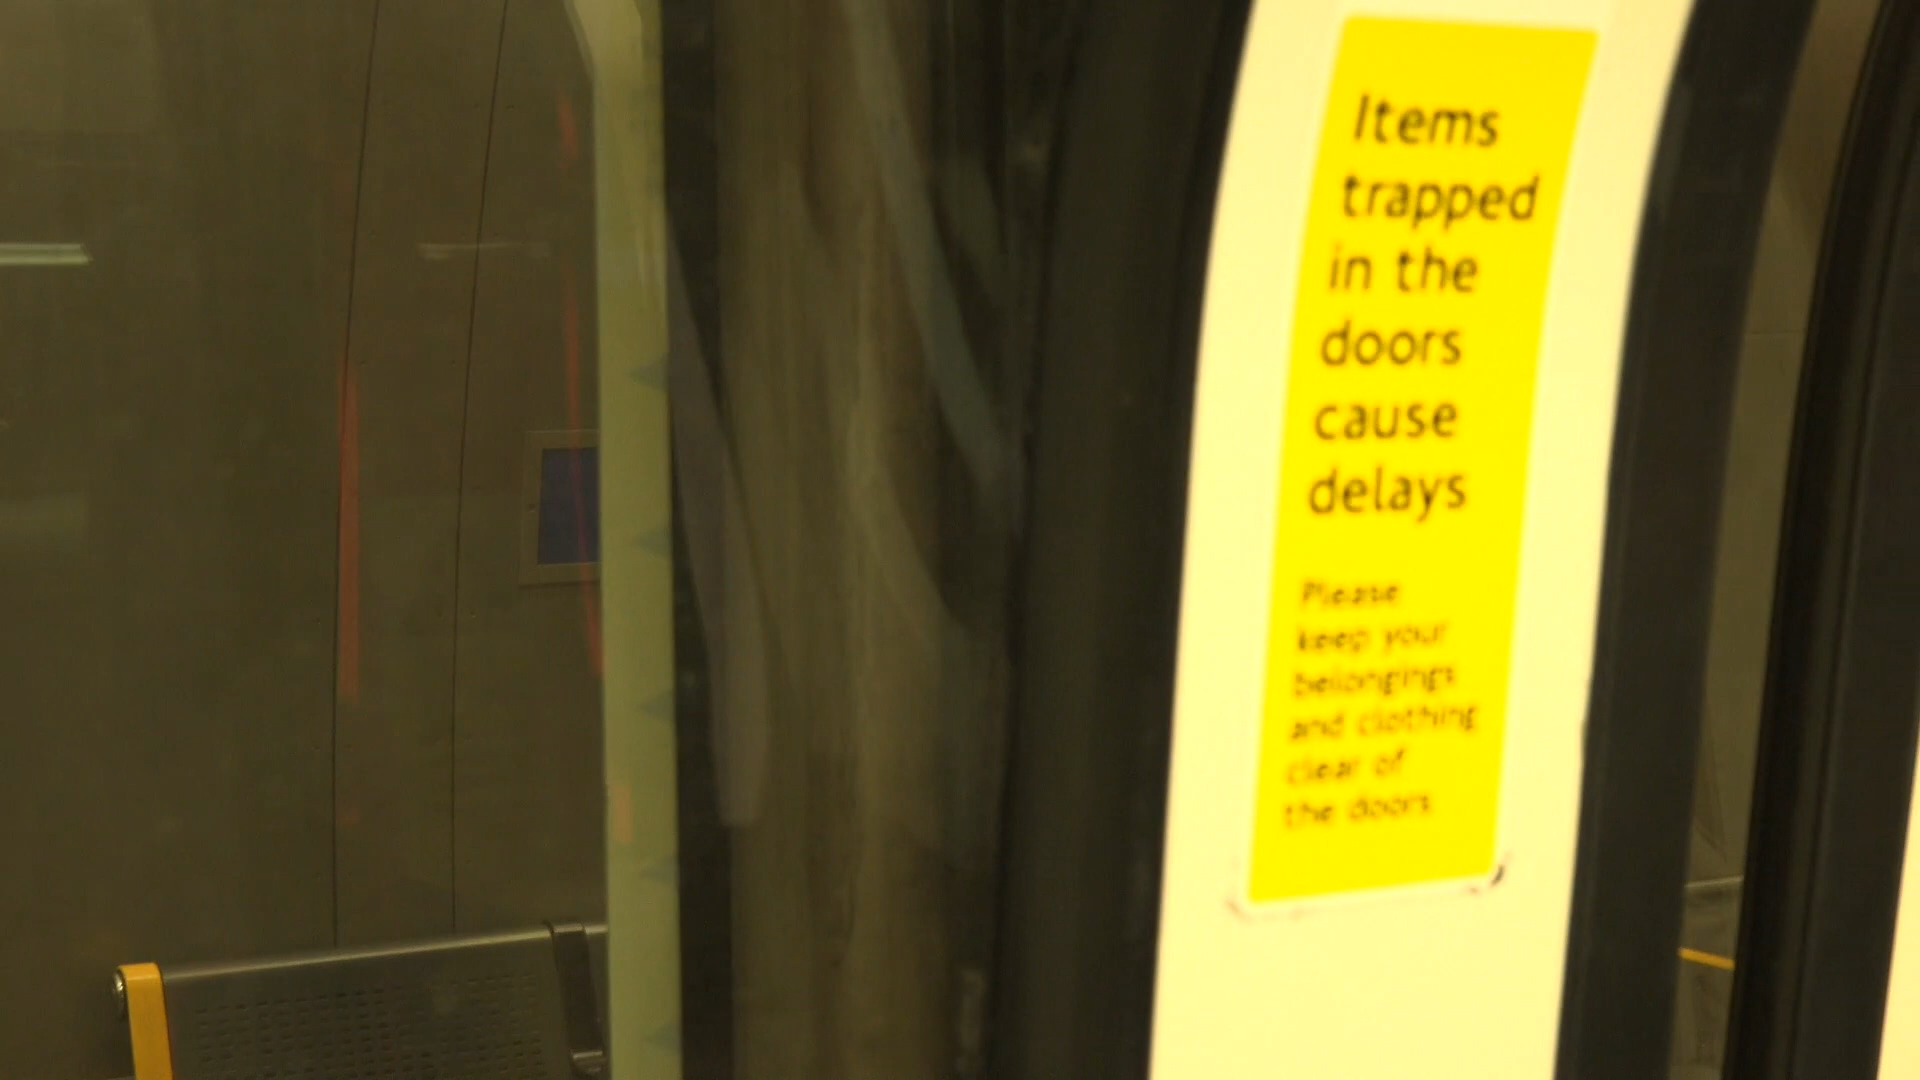 Items
trapped
in the
doors
cause
delays
Please
keep your
belongings
and clothing
clear of
the doors